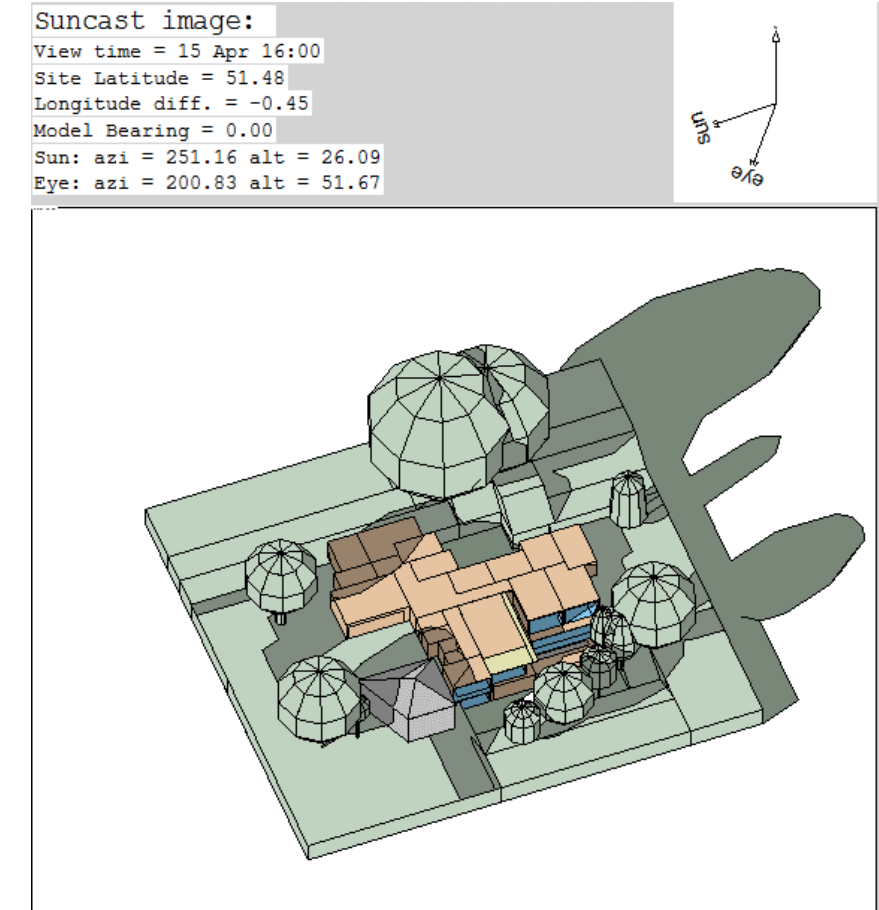 Suncast image:
View time = 15 Apr 16:00
Site Latitude = 51.48
Longitude diff. = -0.45
Model Bearing = 0.00
Sun: azi = 251.16 alt = 26.09
Eye: azi = 200.83 alt = 51.67
sun
eye